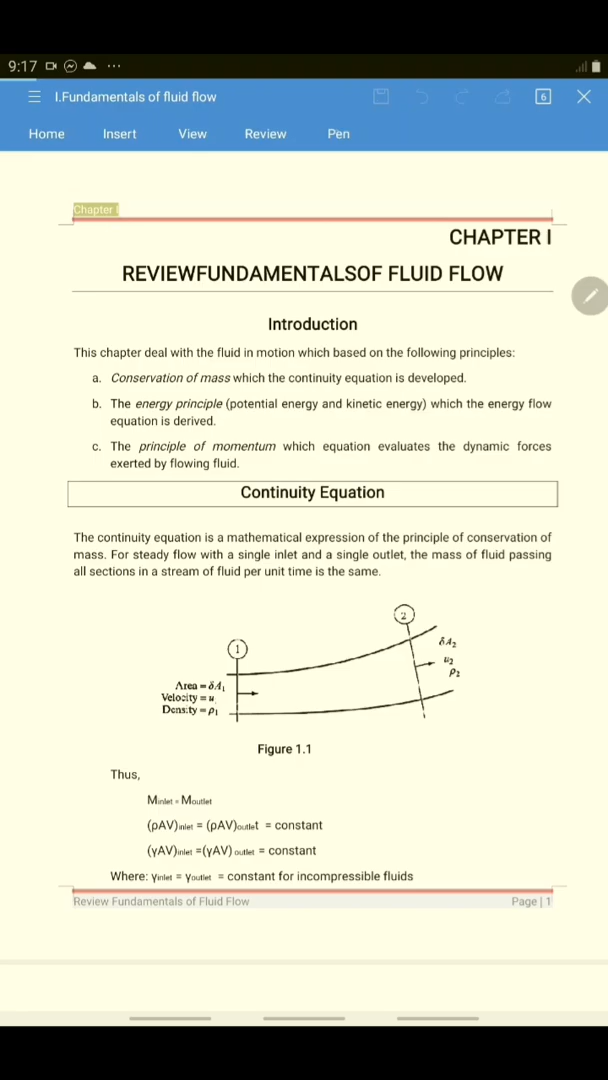 9:17
I.Fundamentals of fluid flow
6
Home Insert View Review Pen
Chapter I
CHAPTER I
REVIEWFUNDAMENTALSOF FLUID FLOW
Introduction
This chapter deal with the fluid in motion which based on the following principles:
a. Conservation of mass which the continuity equation is developed.
b. The energy principle (potential energy and kinetic energy) which the energy flow
equation is derived.
c. The principle of momentum which equation evaluates the dynamic forces
exerted by flowing fluid.
Continuity Equation
The continuity equation is a mathematical expression of the principle of conservation of
mass. For steady flow with a single inlet and a single outlet, the mass of fluid passing
all sections in a stream of fluid per unit time is the same.
2
1
δA₂
u₂
ρ₂
Area = δA₁
Velocity = u
Density = ρ₁
Figure 1.1
Thus,
Minlet = Moutlet
(ρAV)inlet = (ρAV)outlet = constant
(γAV)inlet =(γAV) outlet = constant
Where: γinlet = γoutlet = constant for incompressible fluids
Review Fundamentals of Fluid Flow Page | 1